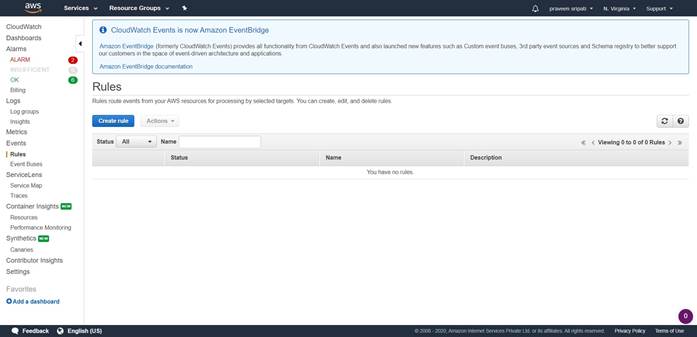 aws Services Resource Groups praveen sripati N. Virginia Support
CloudWatch
Dashboards
Alarms
ALARM 2
INSUFFICIENT
OK 6
Billing
Logs
Log groups
Insights
Metrics
Events
Rules
Event Buses
ServiceLens
Service Map
Traces
Container Insights NEW
Resources
Performance Monitoring
Synthetics NEW
Canaries
Contributor Insights
Settings
Favorites
Add a dashboard
CloudWatch Events is now Amazon EventBridge
Amazon EventBridge (formerly CloudWatch Events) provides all functionality from CloudWatch Events and also launched new features such as Custom event buses, 3rd party event sources and Schema registry to better support
our customers in the space of event-driven architecture and applications.
Amazon EventBridge documentation
Rules
Rules route events from your AWS resources for processing by selected targets. You can create, edit, and delete rules.
Create rule Actions
Status All Name Viewing 0 to 0 of 0 Rules
Status Name Description
You have no rules.
0
Feedback English (US) © 2008 - 2020, Amazon Internet Services Private Ltd. or its affiliates. All rights reserved. Privacy Policy Terms of Use